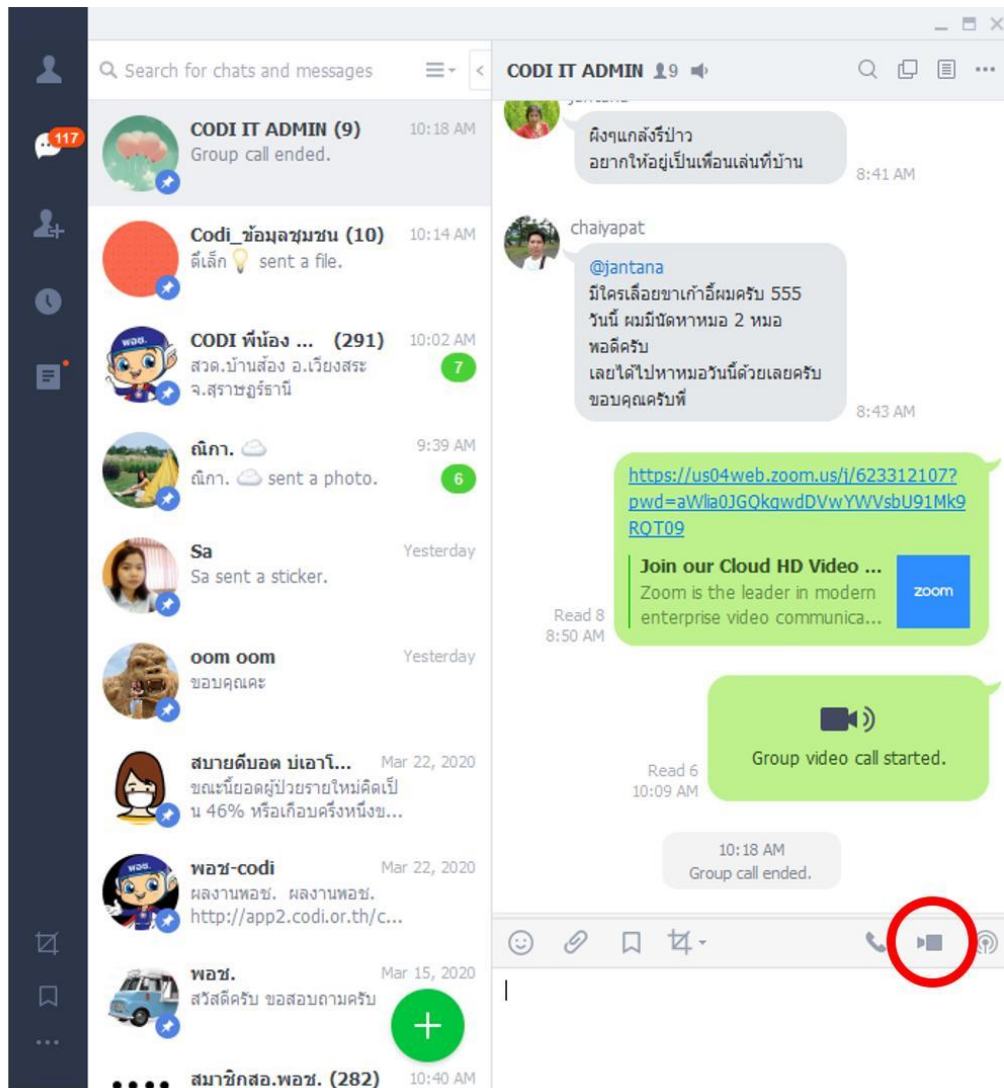 Search for chats and messages
117
CODI IT ADMIN (9) 10:18 AM
Group call ended.
Codi_ข้อมูลชุมชน (10) 10:14 AM
ตี๋เล็ก 💡 sent a file.
พอช.
CODI พี่น้อง ... (291) 10:02 AM
สวด.บ้านส้อง อ.เวียงสระ
จ.สุราษฎร์ธานี
7
ณิกา. ☁ 9:39 AM
ณิกา. ☁ sent a photo.
6
Sa Yesterday
Sa sent a sticker.
oom oom Yesterday
ขอบคุณคะ
สบายดีบอต บ่เอาโ... Mar 22, 2020
ขณะนี้ยอดผู้ป่วยรายใหม่คิดเป็
น 46% หรือเกือบครึ่งหนึ่งข...
พอช.
พอช-codi Mar 22, 2020
ผลงานพอช. ผลงานพอช.
http://app2.codi.or.th/c...
พอช. Mar 15, 2020
สวัสดีครับ ขอสอบถามครับ
สมาชิกสอ.พอช. (282) 10:40 AM
CODI IT ADMIN 9
jantana
ผิงๆแกล้งรึป่าว
อยากให้อยู่เป็นเพื่อนเล่นที่บ้าน
8:41 AM
chaiyapat
@jantana
มีใครเลื่อยขาเก้าอี้ผมครับ 555
วันนี้ ผมมีนัดหาหมอ 2 หมอ
พอดีครับ
เลยได้ไปหาหมอวันนี้ด้วยเลยครับ
ขอบคุณครับพี่
8:43 AM
https://us04web.zoom.us/j/623312107?
pwd=aWlia0JGQkqwdDVwYWVsbU91Mk9
RQT09
Join our Cloud HD Video ...
Zoom is the leader in modern
enterprise video communica...
zoom
Read 8
8:50 AM
Group video call started.
Read 6
10:09 AM
10:18 AM
Group call ended.